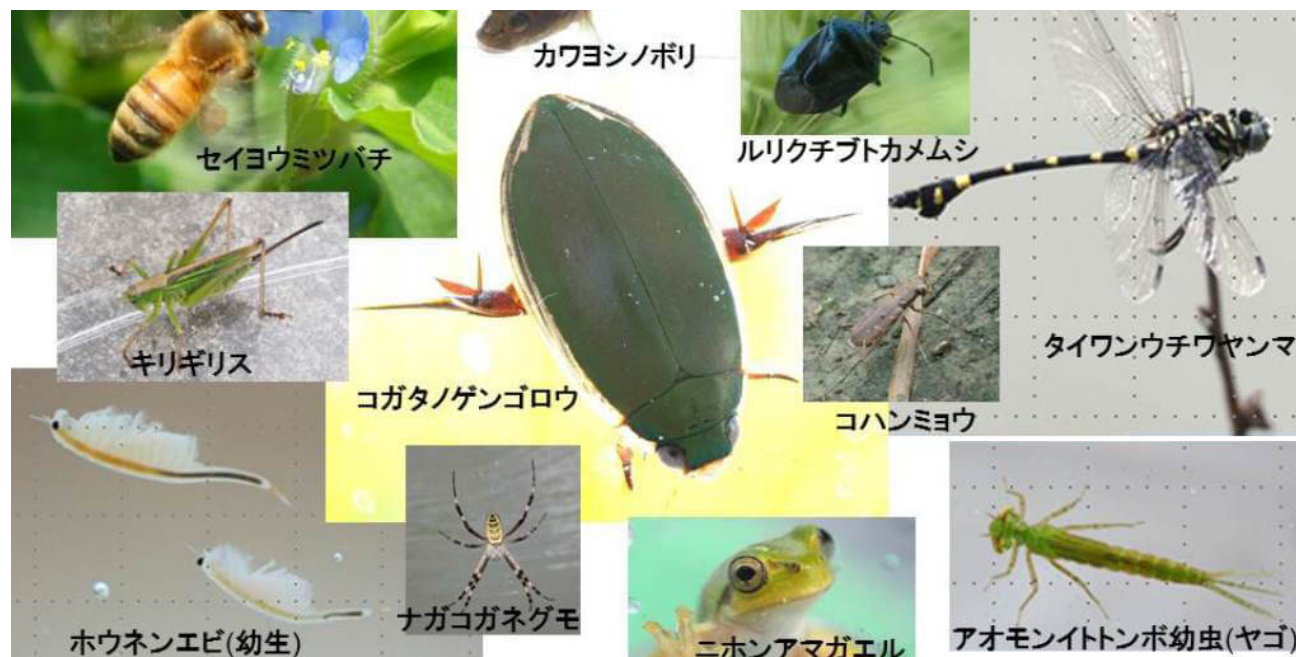 カワヨシノボリ
セイヨウミツバチ
ルリクチブトカメムシ
タイワンウチワヤンマ
キリギリス
コガタノゲンゴロウ
コハンミョウ
ホウネンエビ(幼生)
ナガコガネグモ
ニホンアマガエル
アオモンイトトンボ幼虫(ヤゴ)